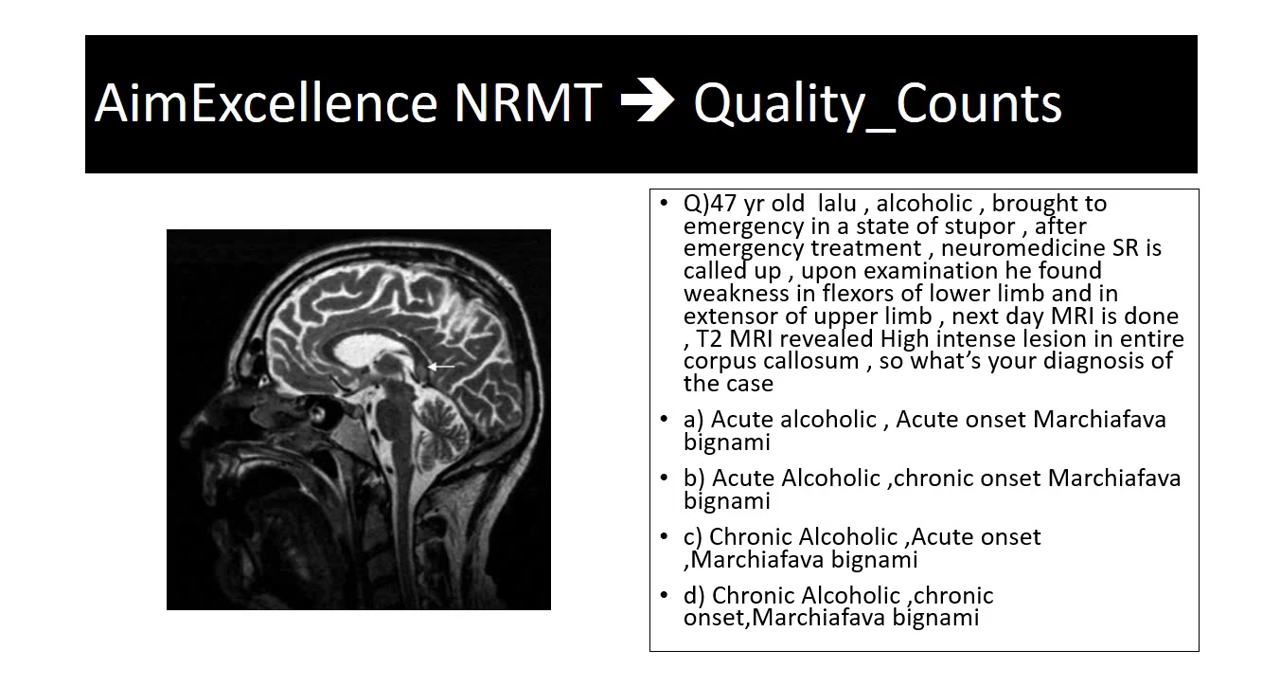 AimExcellence NRMT ➔ Quality_Counts
• Q)47 yr old lalu , alcoholic , brought to
emergency in a state of stupor , after
emergency treatment , neuromedicine SR is
called up , upon examination he found
weakness in flexors of lower limb and in
extensor of upper limb , next day MRI is done
, T2 MRI revealed High intense lesion in entire
corpus callosum , so what’s your diagnosis of
the case
• a) Acute alcoholic , Acute onset Marchiafava
bignami
• b) Acute Alcoholic ,chronic onset Marchiafava
bignami
• c) Chronic Alcoholic ,Acute onset
,Marchiafava bignami
• d) Chronic Alcoholic ,chronic
onset,Marchiafava bignami